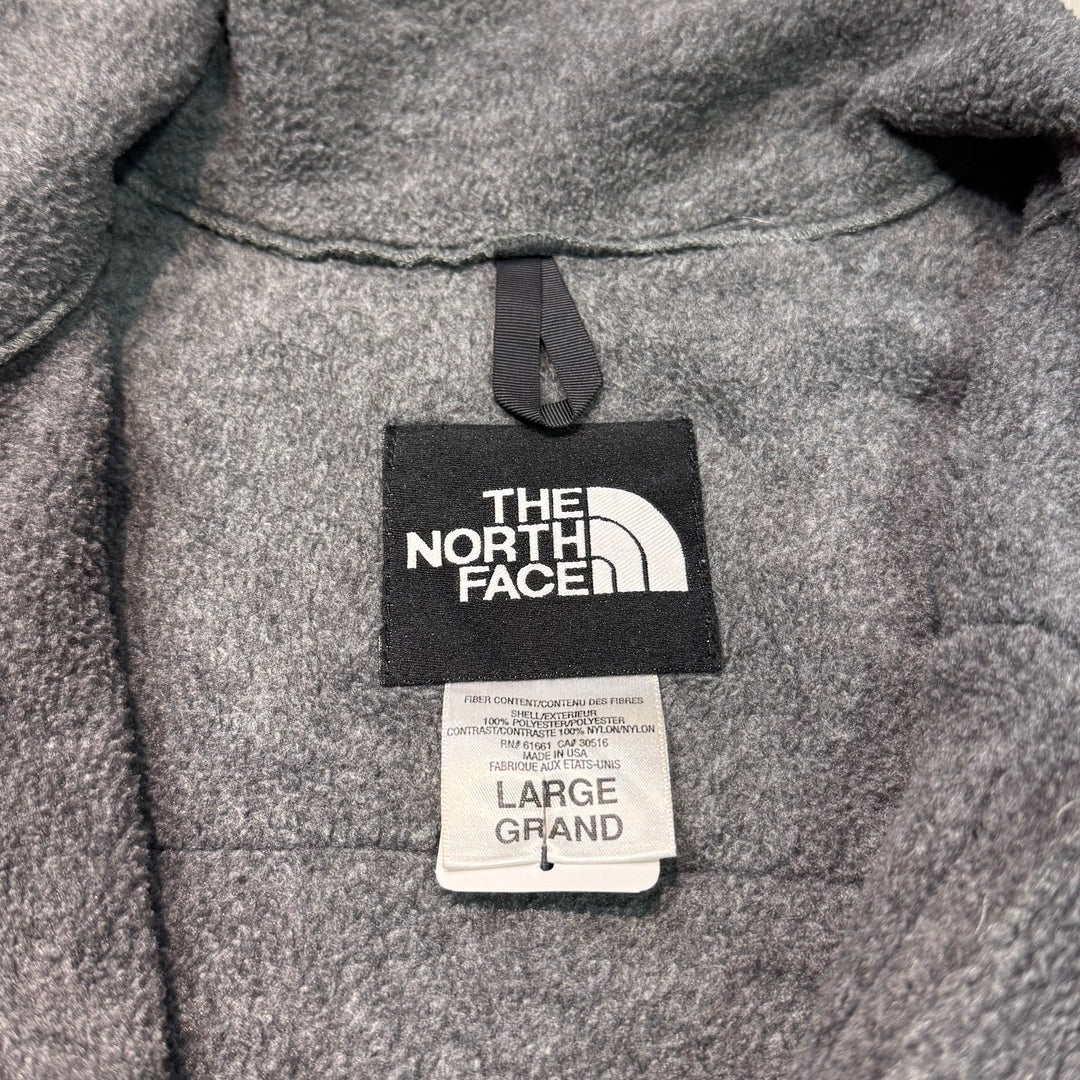 THE
NORTH
FACE
FIBER CONTENT/CONTENU DES FIBRES
SHELL/EXTERIEUR
100% POLYESTER/POLYESTER
CONTRAST/CONTRASTE 100% NYLON/NYLON
RN# 61661 CA# 30516
MADE IN USA
FABRIQUE AUX ETATS-UNIS
LARGE
GRAND